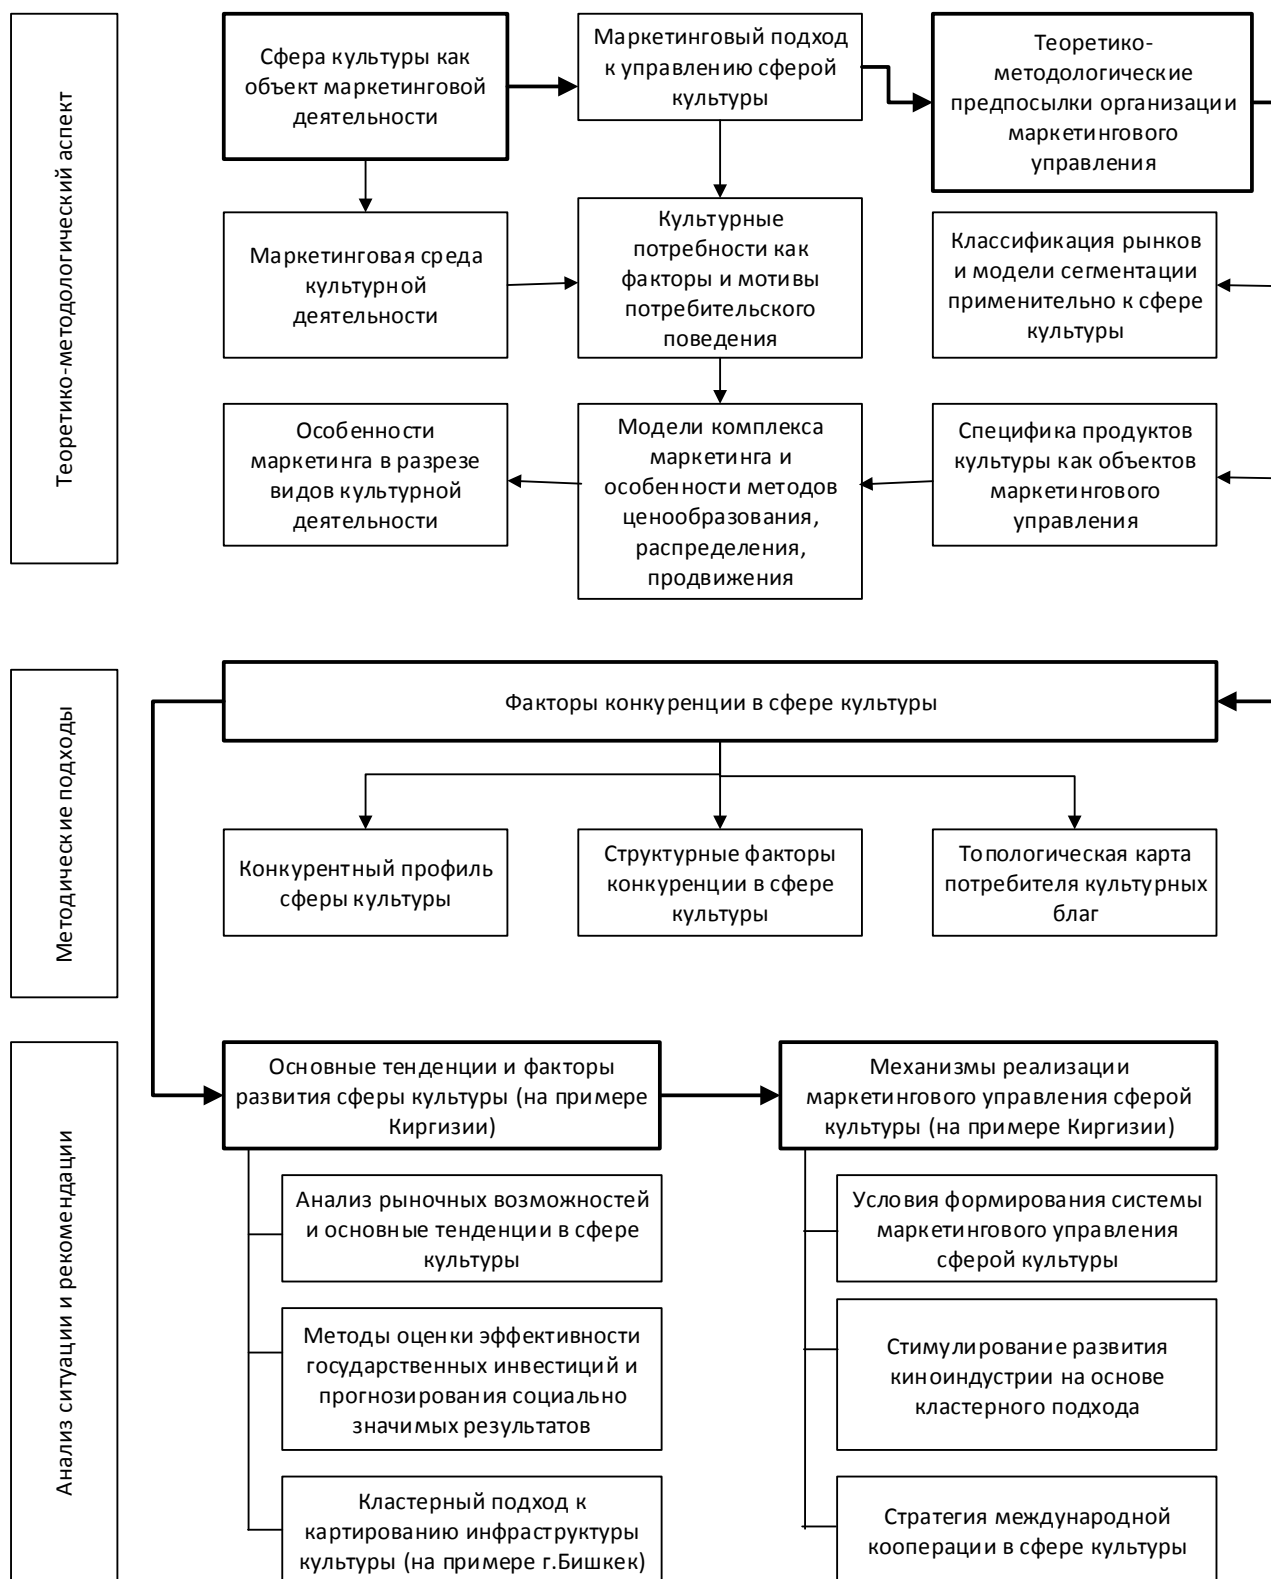 Теоретико-методологический аспект
Сфера культуры как
объект маркетинговой
деятельности
Маркетинговый подход
к управлению сферой
культуры
Теоретико-
методологические
предпосылки организации
маркетингового
управления
Маркетинговая среда
культурной
деятельности
Культурные
потребности как
факторы и мотивы
потребительского
поведения
Классификация рынков
и модели сегментации
применительно к сфере
культуры
Особенности
маркетинга в разрезе
видов культурной
деятельности
Модели комплекса
маркетинга и
особенности методов
ценообразования,
распределения,
продвижения
Специфика продуктов
культуры как объектов
маркетингового
управления
Методические подходы
Факторы конкуренции в сфере культуры
Конкурентный профиль
сферы культуры
Структурные факторы
конкуренции в сфере
культуры
Топологическая карта
потребителя культурных
благ
Анализ ситуации и рекомендации
Основные тенденции и факторы
развития сферы культуры (на примере
Киргизии)
Механизмы реализации
маркетингового управления сферой
культуры (на примере Киргизии)
Анализ рыночных возможностей
и основные тенденции в сфере
культуры
Условия формирования системы
маркетингового управления
сферой культуры
Методы оценки эффективности
государственных инвестиций и
прогнозирования социально
значимых результатов
Стимулирование развития
киноиндустрии на основе
кластерного подхода
Кластерный подход к
картированию инфраструктуры
культуры (на примере г.Бишкек)
Стратегия международной
кооперации в сфере культуры